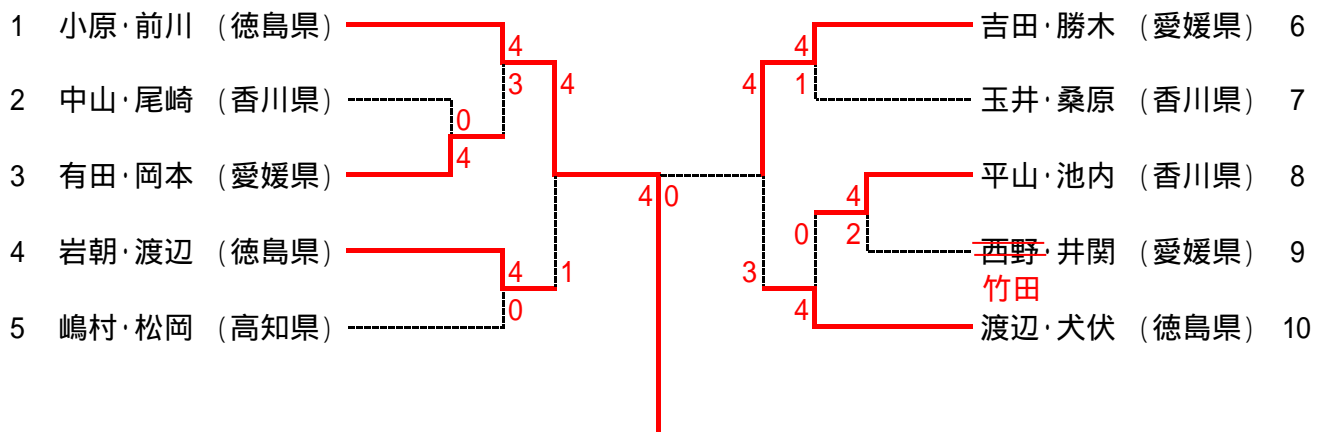 1 小原・前川 (徳島県) 4 吉田・勝木 (愛媛県) 6
4
3 4 4 1
2 中山・尾崎 (香川県) 玉井・桑原 (香川県) 7
0
4
3 有田・岡本 (愛媛県) 平山・池内 (香川県) 8
4 0 4
0 2
4 岩朝・渡辺 (徳島県) 西野・井関 (愛媛県) 9
4 1 3
竹田
0 4
5 嶋村・松岡 (高知県) 渡辺・犬伏 (徳島県) 10